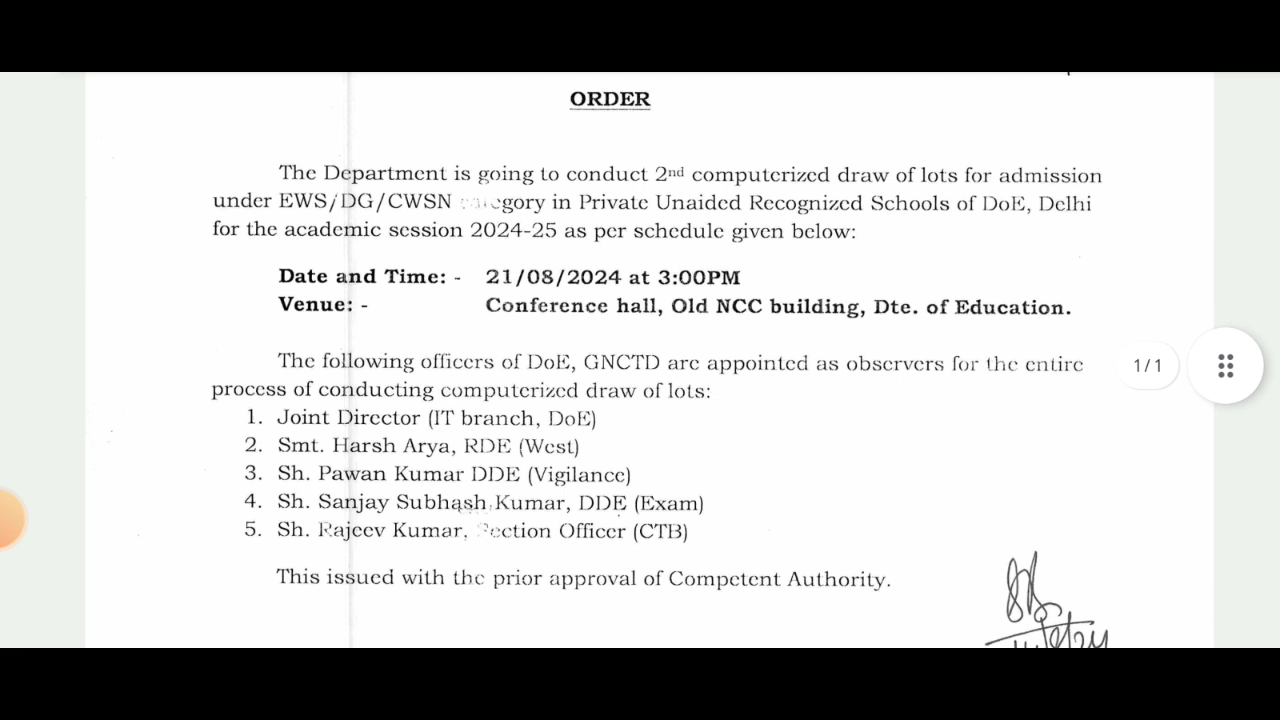 ORDER
The Department is going to conduct 2nd computerized draw of lots for admission
under EWS/DG/CWSN category in Private Unaided Recognized Schools of DoE, Delhi
for the academic session 2024-25 as per schedule given below:
Date and Time: - 21/08/2024 at 3:00PM
Venue: - Conference hall, Old NCC building, Dte. of Education.
The following officers of DoE, GNCTD are appointed as observers for the entire
process of conducting computerized draw of lots:
1/1
1. Joint Director (IT branch, DoE)
2. Smt. Harsh Arya, RDE (West)
3. Sh. Pawan Kumar DDE (Vigilance)
4. Sh. Sanjay Subhash Kumar, DDE (Exam)
5. Sh. Rajeev Kumar, Section Officer (CTB)
This issued with the prior approval of Competent Authority.